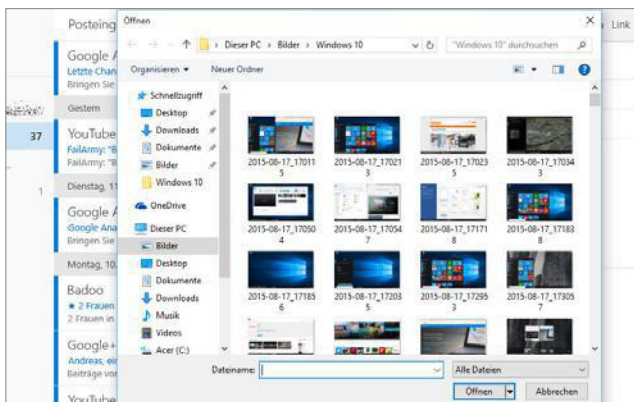 Posteing
Google A
Letzte Chan
Bringen Sie
Gestern
37
YouTube
FailArmy: "B
FailArmy: "B
Dienstag, 11
1
Google A
Google Ana
Bringen Sie
Montag, 10.
Badoo
★ 2 Frauen
2 Frauen in
Google+
Andreas, ei
Beiträge vor
YouTube
Link
Öffnen
Dieser PC > Bilder > Windows 10
"Windows 10" durchsuchen
Organisieren
Neuer Ordner
Schnellzugriff
Desktop
Downloads
Dokumente
Bilder
Windows 10
OneDrive
Dieser PC
Bilder
Desktop
Dokumente
Downloads
Musik
Videos
Acer (C:)
2015-08-17_17011
5
2015-08-17_17021
3
2015-08-17_17023
5
2015-08-17_17034
3
2015-08-17_17050
4
2015-08-17_17054
7
2015-08-17_17171
8
2015-08-17_17183
8
2015-08-17_17185
6
2015-08-17_17203
5
2015-08-17_17295
3
2015-08-17_17305
7
Dateiname:
Alle Dateien
Öffnen
Abbrechen